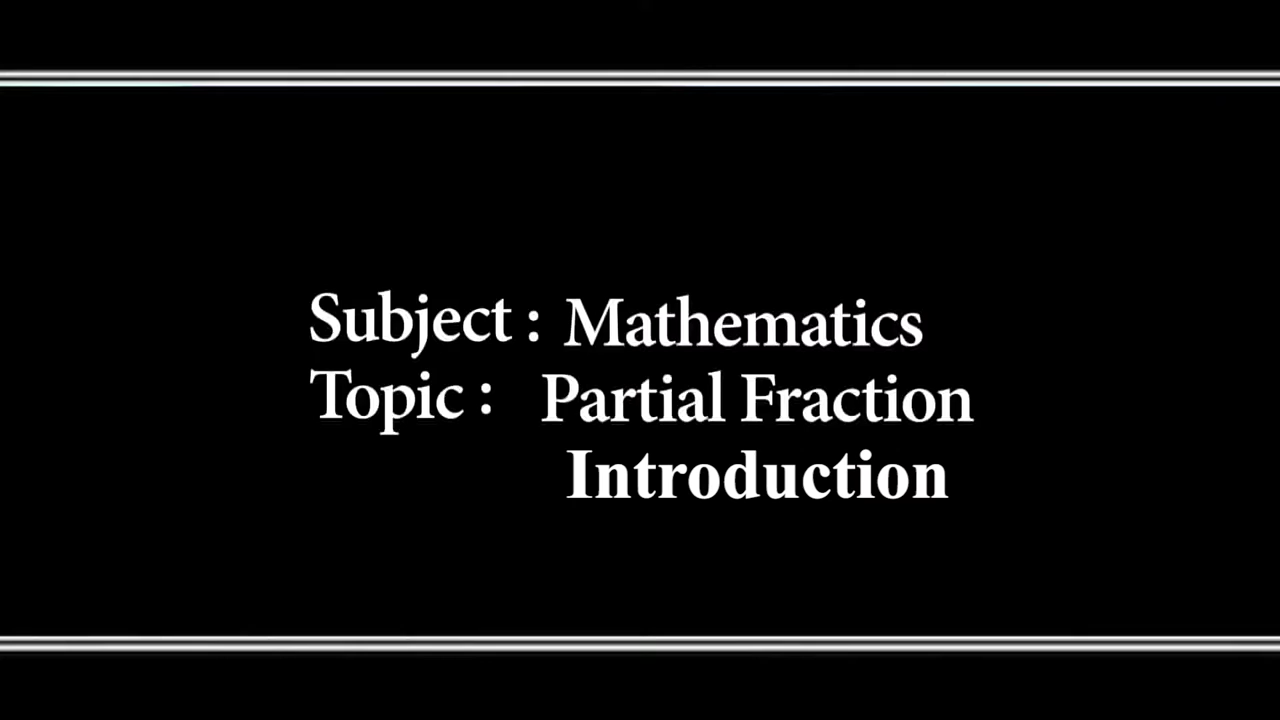 Subject : Mathematics
Topic : Partial Fraction
Introduction